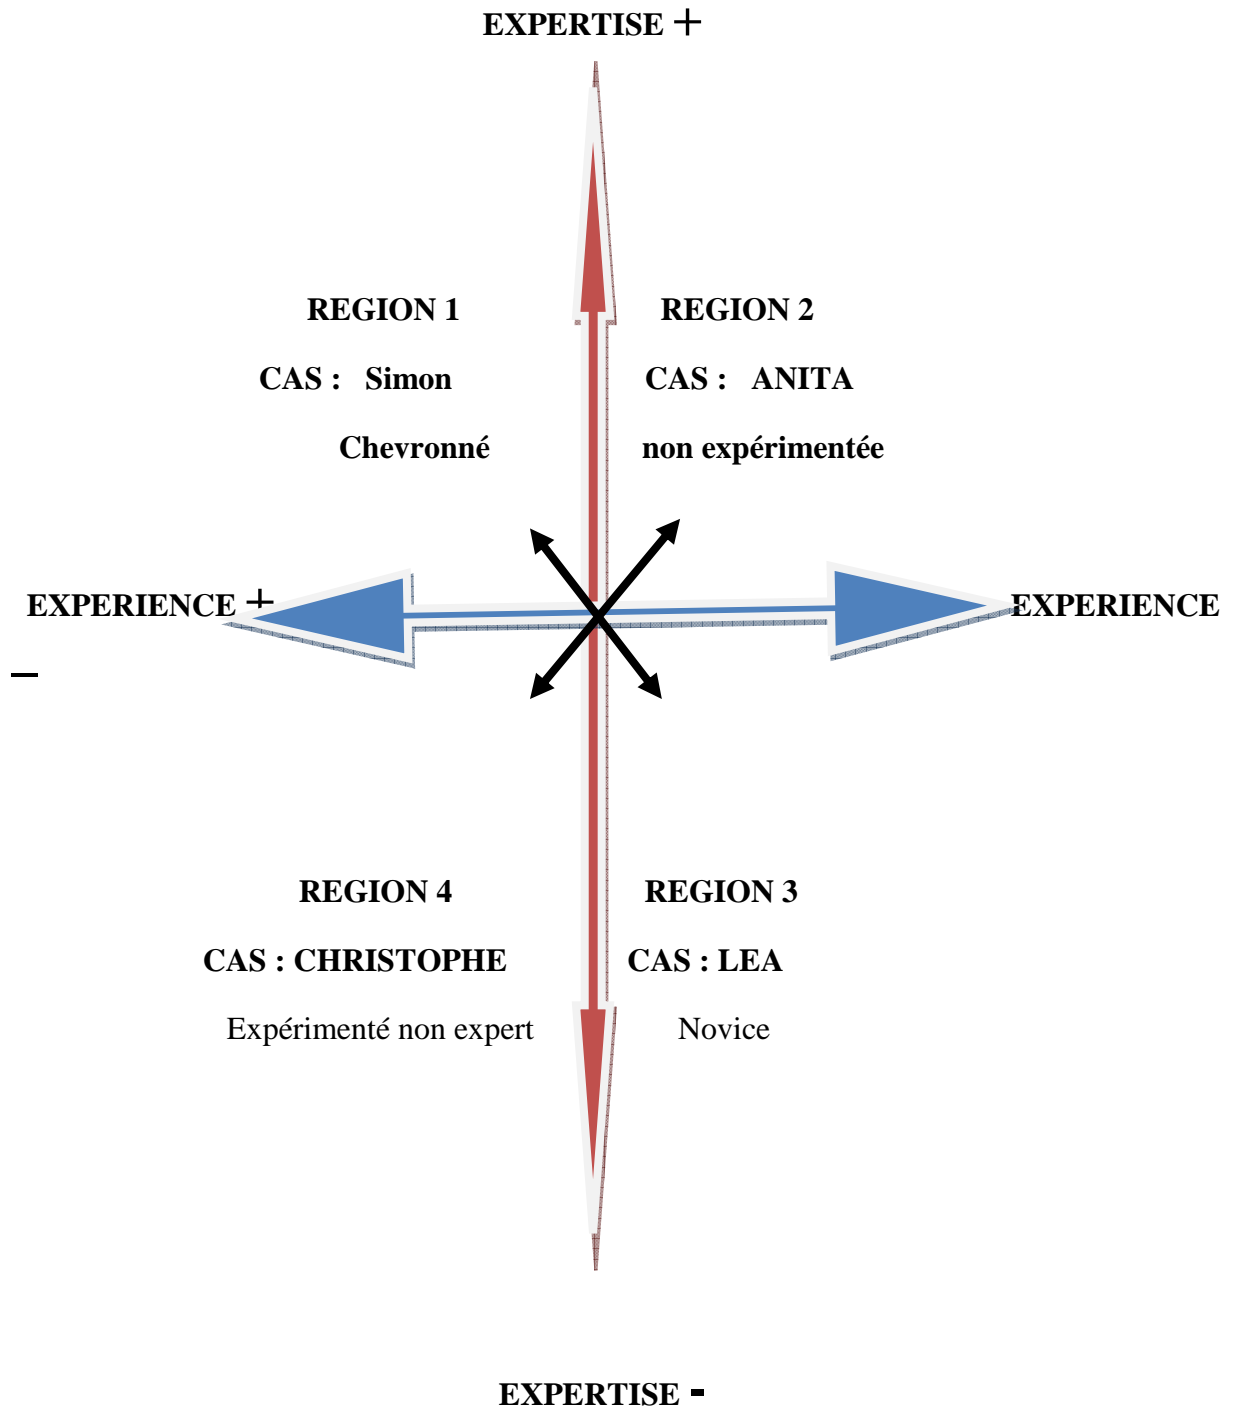 EXPERTISE +
REGION 1 REGION 2
CAS : Simon CAS : ANITA
Chevronné non expérimentée
EXPERIENCE + EXPERIENCE
–
REGION 4 REGION 3
CAS : CHRISTOPHE CAS : LEA
Expérimenté non expert Novice
EXPERTISE -